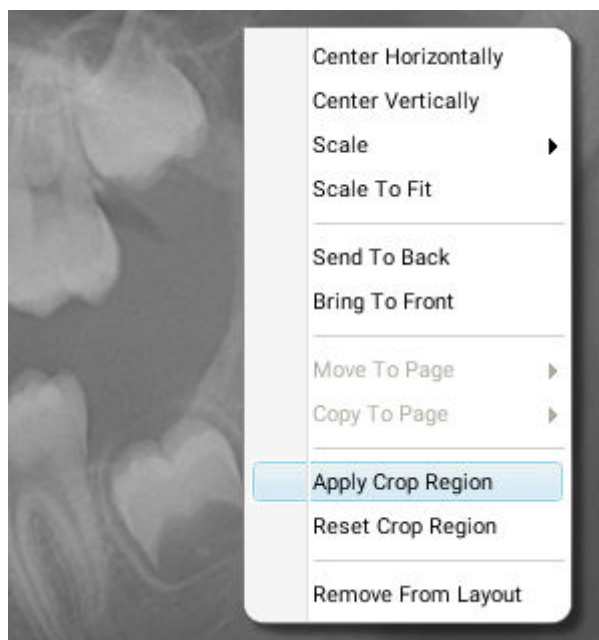 Center Horizontally
Center Vertically
Scale
Scale To Fit
Send To Back
Bring To Front
Move To Page
Copy To Page
Apply Crop Region
Reset Crop Region
Remove From Layout